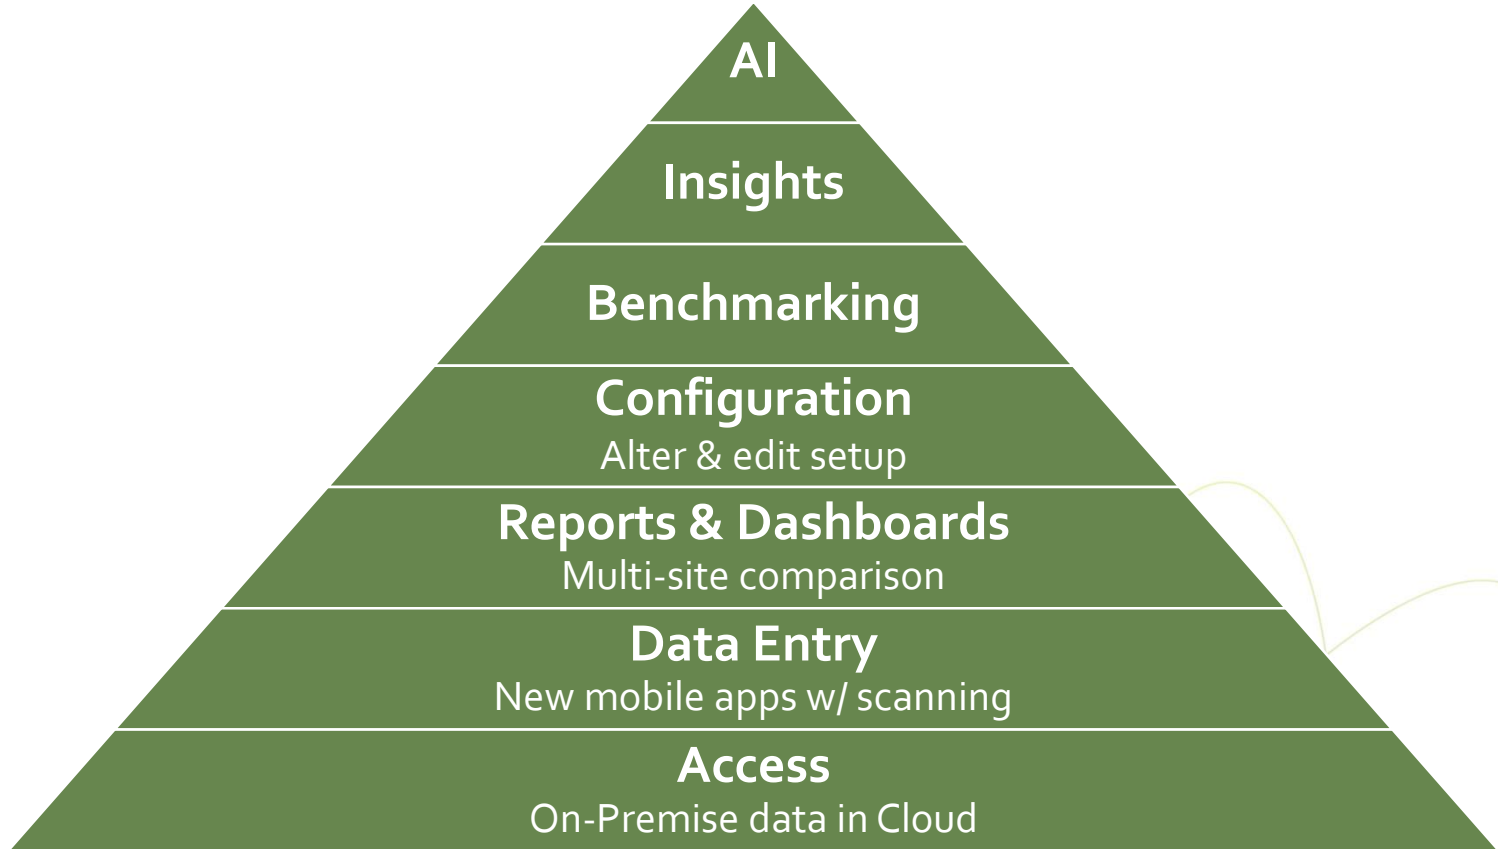 AI
Insights
Benchmarking
Configuration
Alter & edit setup
Reports & Dashboards
Multi-site comparison
Data Entry
New mobile apps w/ scanning
Access
On-Premise data in Cloud